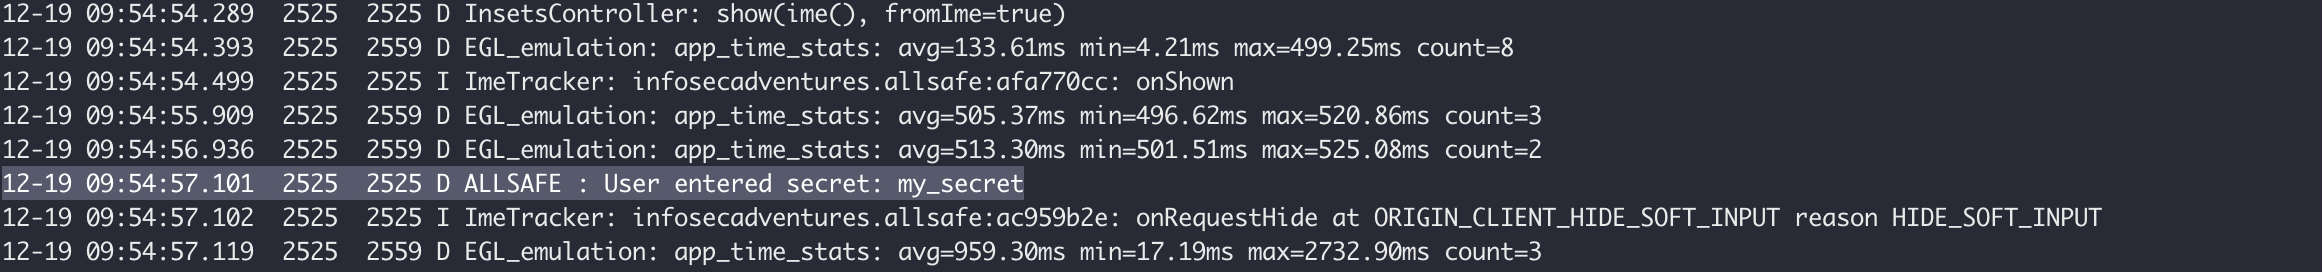 12-19 09:54:54.289  2525  2525 D InsetsController: show(ime(), fromIme=true)
12-19 09:54:54.393  2525  2559 D EGL_emulation: app_time_stats: avg=133.61ms min=4.21ms max=499.25ms count=8
12-19 09:54:54.499  2525  2525 I ImeTracker: infosecadventures.allsafe:afa770cc: onShown
12-19 09:54:55.909  2525  2559 D EGL_emulation: app_time_stats: avg=505.37ms min=496.62ms max=520.86ms count=3
12-19 09:54:56.936  2525  2559 D EGL_emulation: app_time_stats: avg=513.30ms min=501.51ms max=525.08ms count=2
12-19 09:54:57.101  2525  2525 D ALLSAFE : User entered secret: my_secret
12-19 09:54:57.102  2525  2525 I ImeTracker: infosecadventures.allsafe:ac959b2e: onRequestHide at ORIGIN_CLIENT_HIDE_SOFT_INPUT reason HIDE_SOFT_INPUT
12-19 09:54:57.119  2525  2559 D EGL_emulation: app_time_stats: avg=959.30ms min=17.19ms max=2732.90ms count=3